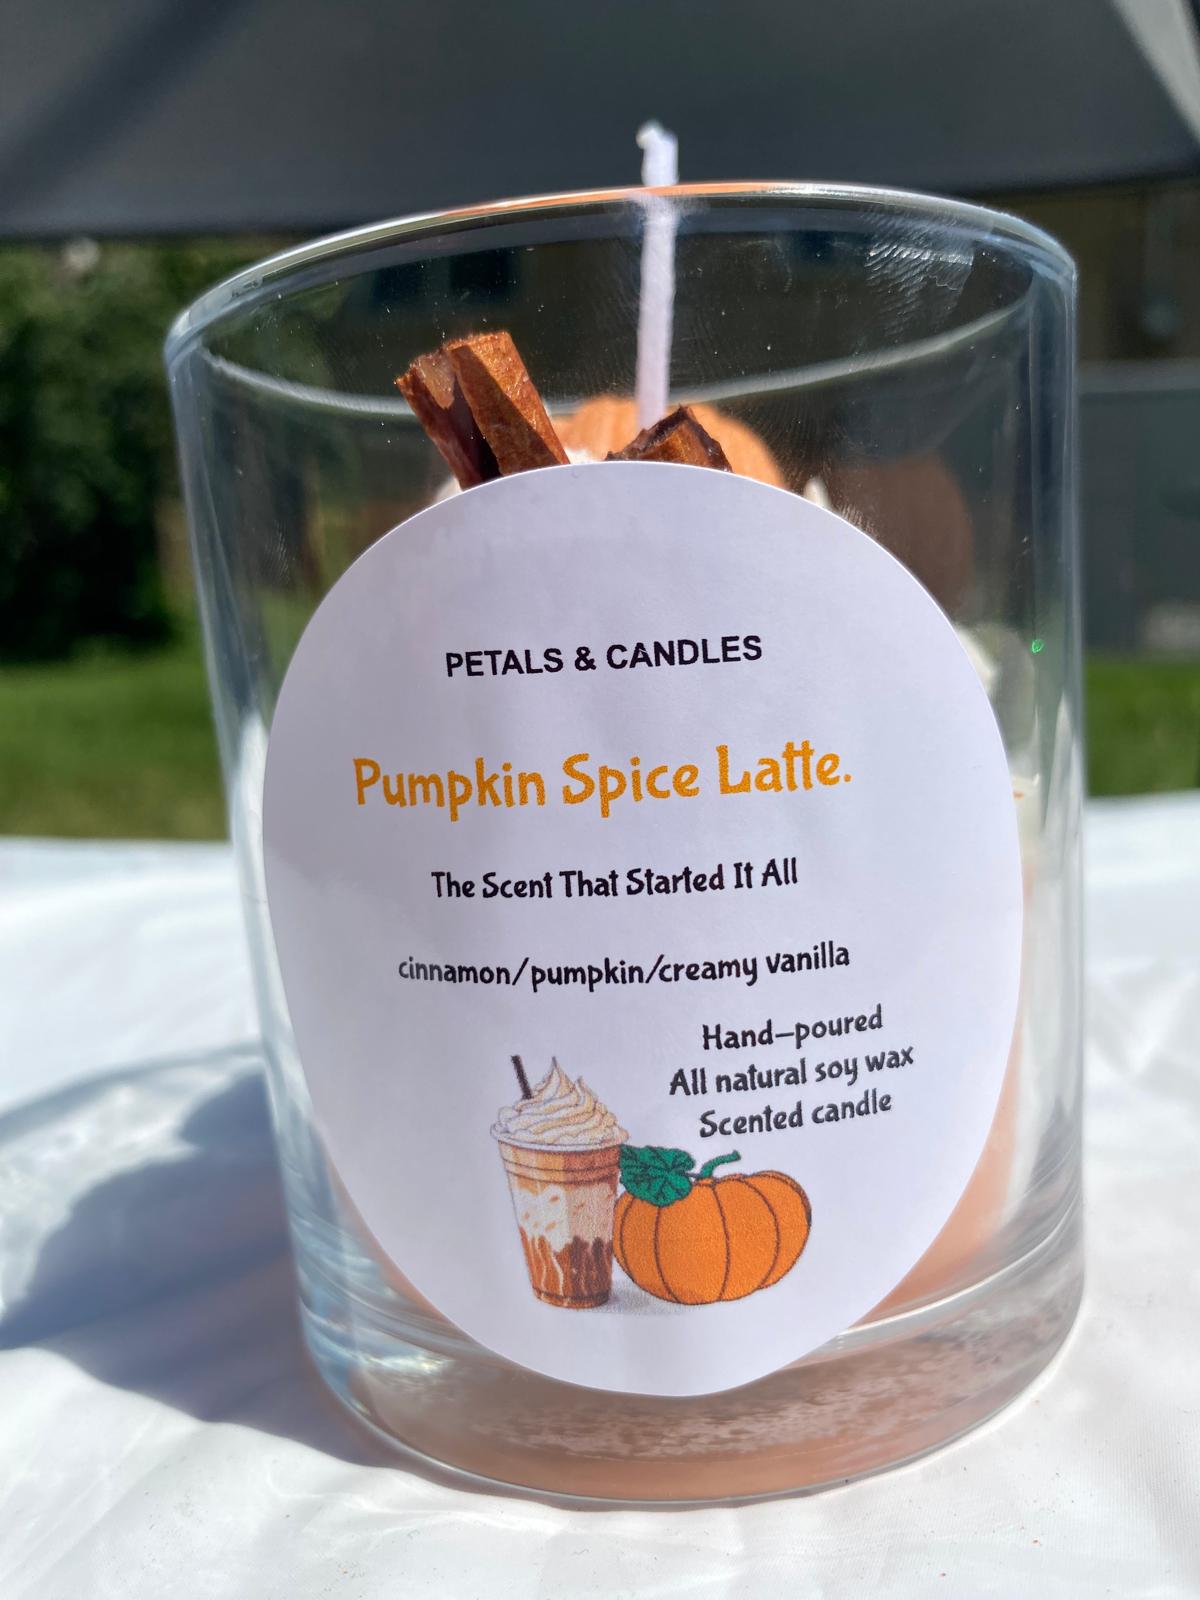 PETALS & CANDLES
Pumpkin Spice Latte.
The Scent That Started It All
cinnamon/pumpkin/creamy vanilla
Hand-poured
All natural soy wax
Scented candle